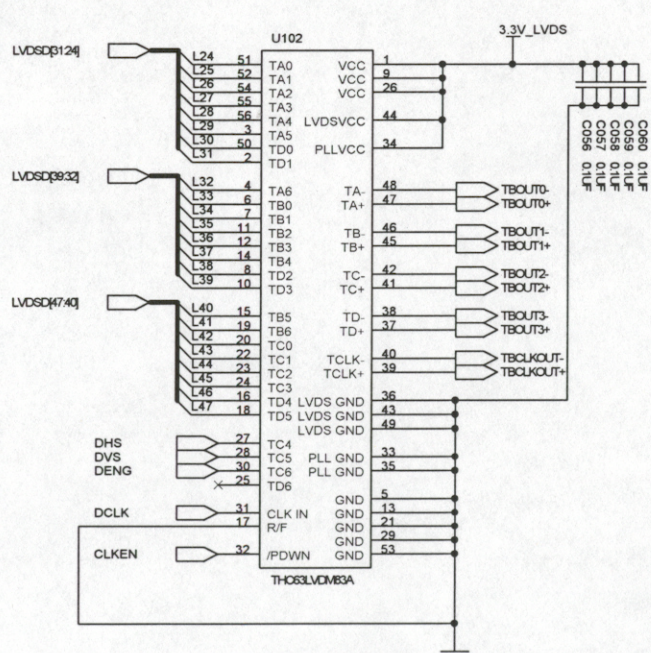 U102
3.3V_LVDS
LVDSD[31:24]
L24 51 TA0 VCC 1
L25 52 TA1 VCC 9
L26 54 TA2 VCC 26
L27 55 TA3
L28 56 TA4 LVDSVCC 44
L29 3 TA5
L30 50 TD0 PLLVCC 34
L31 2 TD1
C056 0.1UF
C057 0.1UF
C058 0.1UF
C059 0.1UF
C060 0.1UF
LVDSD[39:32]
L32 4 TA6 TA- 48 TBOUT0-
L33 6 TB0 TA+ 47 TBOUT0+
L34 7 TB1
L35 11 TB2 TB- 46 TBOUT1-
L36 12 TB3 TB+ 45 TBOUT1+
L37 14 TB4
L38 8 TD2 TC- 42 TBOUT2-
L39 10 TD3 TC+ 41 TBOUT2+
LVDSD[47:40]
L40 15 TB5 TD- 38 TBOUT3-
L41 19 TB6 TD+ 37 TBOUT3+
L42 20 TC0
L43 22 TC1 TCLK- 40 TBCLKOUT-
L44 23 TC2 TCLK+ 39 TBCLKOUT+
L45 24 TC3
L46 16 TD4 LVDS GND 36
L47 18 TD5 LVDS GND 43
LVDS GND 49
DHS 27 TC4
DVS 28 TC5 PLL GND 33
DENG 30 TC6 PLL GND 35
25 TD6
GND 5
DCLK 31 CLK IN GND 13
17 R/F GND 21
GND 29
CLKEN 32 /PDWN GND 53
THC63LVDM83A